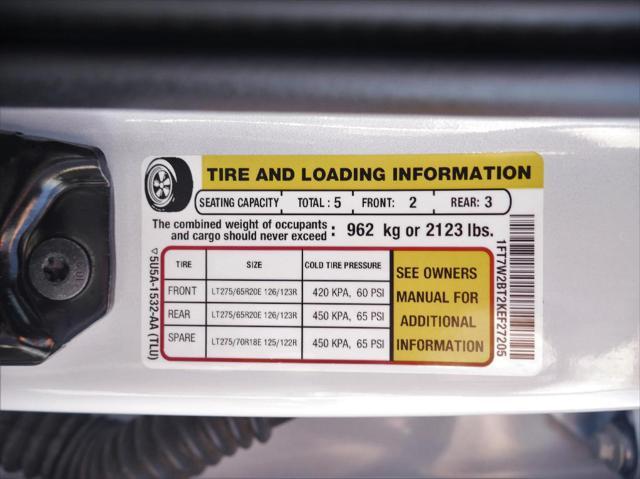 TIRE AND LOADING INFORMATION
SEATING CAPACITY TOTAL : 5 FRONT: 2 REAR: 3
The combined weight of occupants
and cargo should never exceed : 962 kg or 2123 lbs.
TIRE SIZE COLD TIRE PRESSURE
FRONT LT275/65R20E 126/123R 420 KPA, 60 PSI
REAR LT275/65R20E 126/123R 450 KPA, 65 PSI
SPARE LT275/70R18E 125/122R 450 KPA, 65 PSI
SEE OWNERS
MANUAL FOR
ADDITIONAL
INFORMATION
5U5A-1532-AA (TLU)
1FT7W2BT2KEF27205